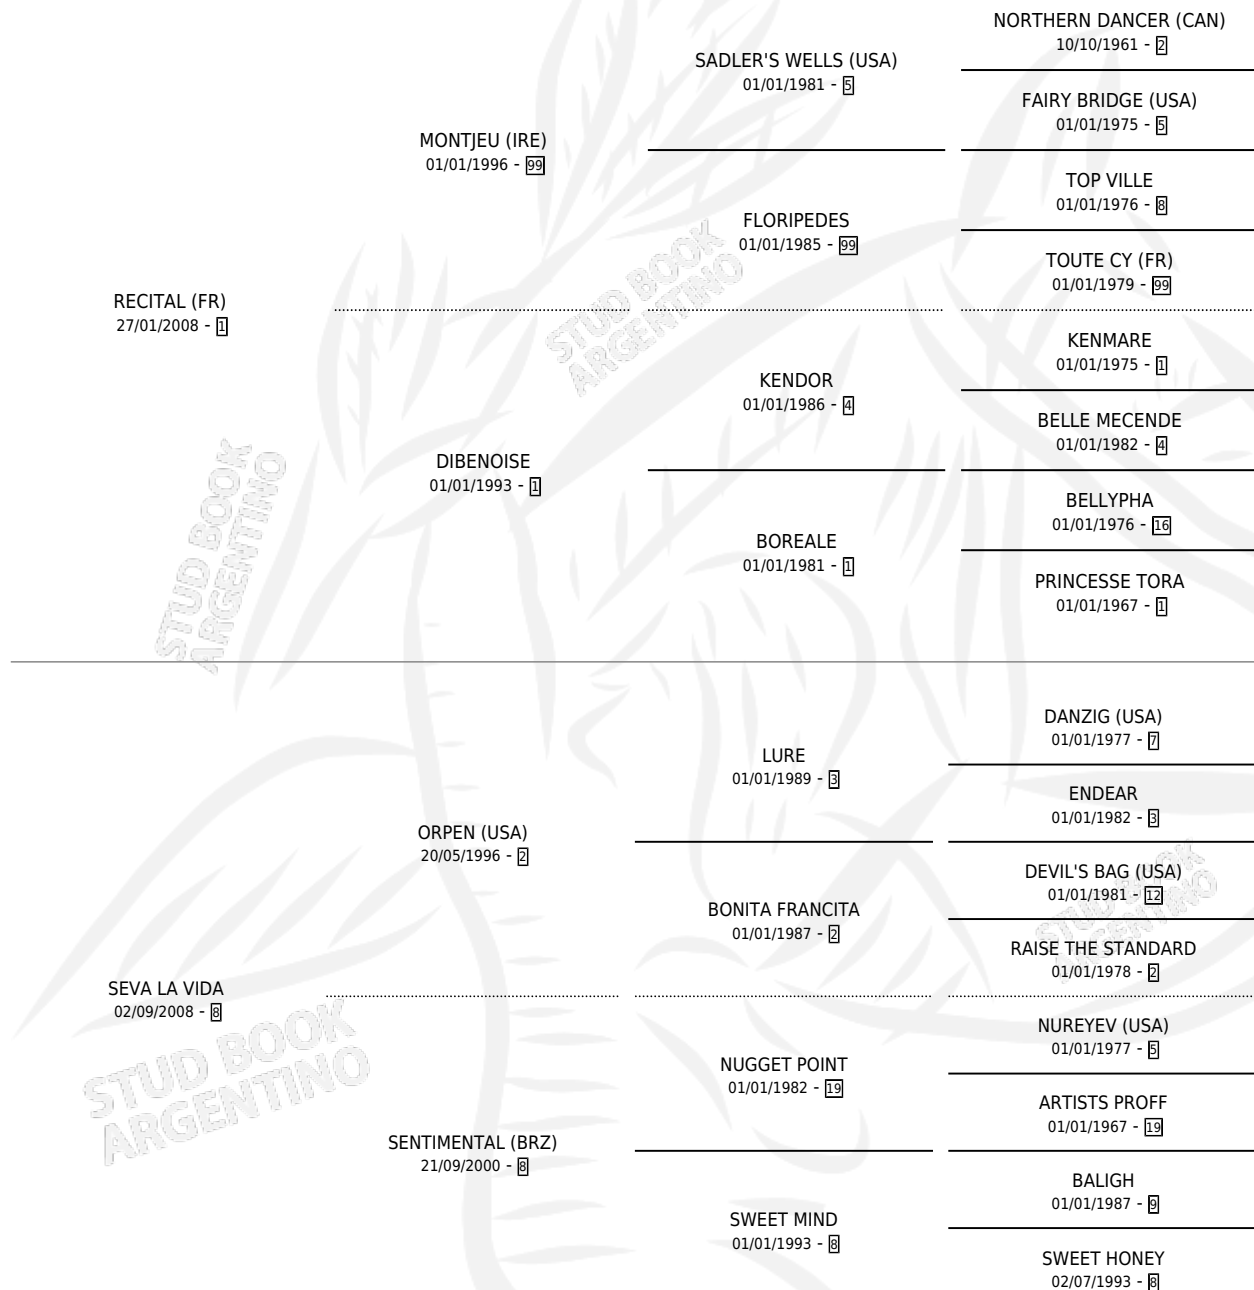 NORTHERN DANCER (CAN)
10/10/1961 - 2
SADLER'S WELLS (USA)
01/01/1981 - 5
FAIRY BRIDGE (USA)
01/01/1975 - 5
MONTJEU (IRE)
01/01/1996 - 99
TOP VILLE
01/01/1976 - 8
FLORIPEDES
01/01/1985 - 99
TOUTE CY (FR)
01/01/1979 - 99
RECITAL (FR)
27/01/2008 - 1
KENMARE
01/01/1975 - 1
KENDOR
01/01/1986 - 4
BELLE MECENDE
01/01/1982 - 4
DIBENOISE
01/01/1993 - 1
BELLYPHA
01/01/1976 - 16
BOREALE
01/01/1981 - 1
PRINCESSE TORA
01/01/1967 - 1
DANZIG (USA)
01/01/1977 - 7
LURE
01/01/1989 - 3
ENDEAR
01/01/1982 - 3
ORPEN (USA)
20/05/1996 - 2
DEVIL'S BAG (USA)
01/01/1981 - 12
BONITA FRANCITA
01/01/1987 - 2
RAISE THE STANDARD
01/01/1978 - 2
SEVA LA VIDA
02/09/2008 - 8
NUREYEV (USA)
01/01/1977 - 5
NUGGET POINT
01/01/1982 - 19
ARTISTS PROFF
01/01/1967 - 19
SENTIMENTAL (BRZ)
21/09/2000 - 8
BALIGH
01/01/1987 - 9
SWEET MIND
01/01/1993 - 8
SWEET HONEY
02/07/1993 - 8
STUD BOOK
ARGENTINO
STUD BOOK
ARGENTINO
STUD BOOK
ARGENTINO
STUD BOOK
ARGENTINO